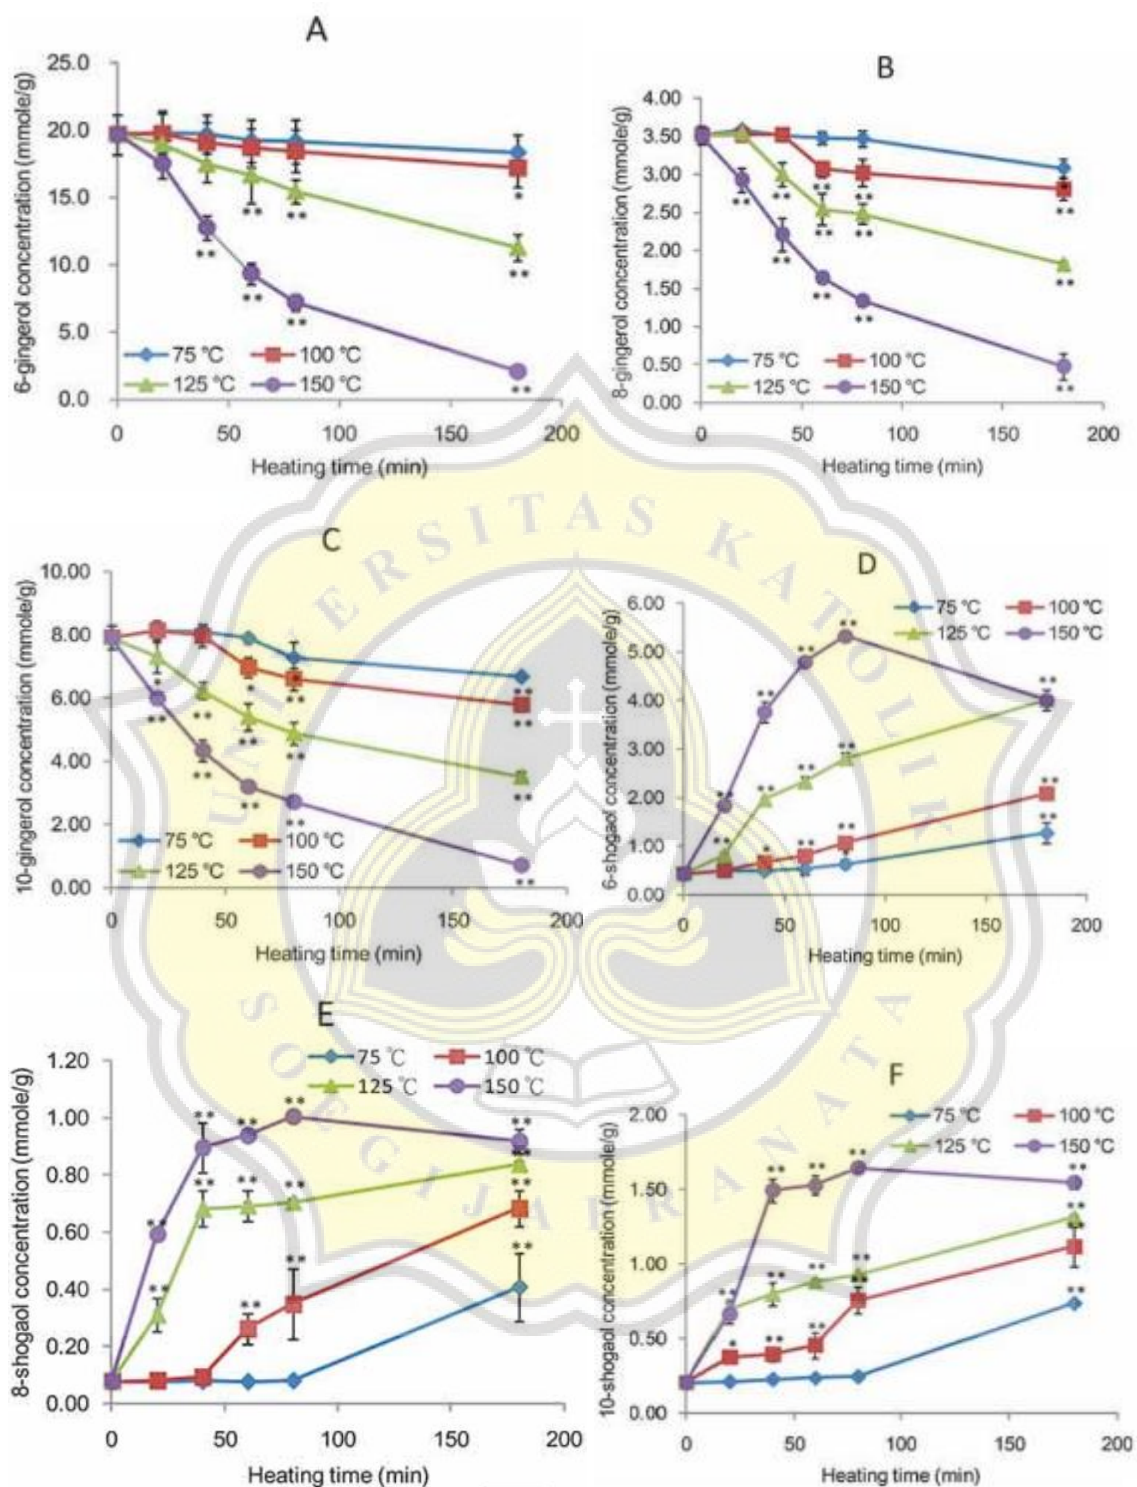 A
6-gingerol concentration (mmole/g)
25.0
20.0
15.0
10.0
5.0
0.0
75 °C
100 °C
125 °C
150 °C
0 50 100 150 200
Heating time (min)
B
8-gingerol concentration (mmole/g)
4.00
3.50
3.00
2.50
2.00
1.50
1.00
0.50
0.00
75 °C
100 °C
125 °C
150 °C
0 50 100 150 200
Heating time (min)
C
10-gingerol concentration (mmole/g)
10.00
8.00
6.00
4.00
2.00
0.00
75 °C
100 °C
125 °C
150 °C
0 50 100 150 200
Heating time (min)
D
6-shogaol concentration (mmole/g)
6.00
5.00
4.00
3.00
2.00
1.00
0.00
75 °C
100 °C
125 °C
150 °C
0 50 100 150 200
Heating time (min)
E
8-shogaol concentration (mmole/g)
1.20
1.00
0.80
0.60
0.40
0.20
0.00
75 ℃
100 ℃
125 ℃
150 ℃
0 50 100 150 200
Heating time (min)
F
10-shogaol concentration (mmole/g)
2.00
1.50
1.00
0.50
0.00
75 °C
100 °C
125 °C
150 °C
0 50 100 150 200
Heating time (min)
UNIVERSITAS KATOLIK
SOEGIJAPRANATA